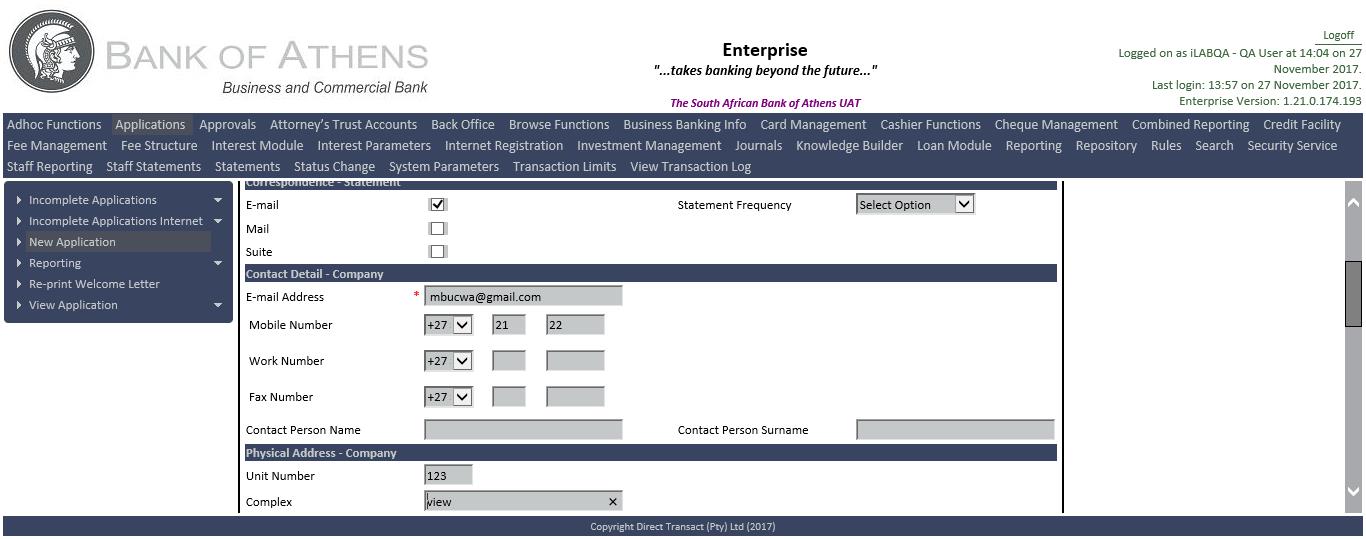 BANK OF ATHENS
Business and Commercial Bank
Enterprise
"...takes banking beyond the future..."
The South African Bank of Athens UAT
Logoff
Logged on as iLABQA - QA User at 14:04 on 27
November 2017.
Last login: 13:57 on 27 November 2017.
Enterprise Version: 1.21.0.174.193
Adhoc Functions Applications Approvals Attorney's Trust Accounts Back Office Browse Functions Business Banking Info Card Management Cashier Functions Cheque Management Combined Reporting Credit Facility
Fee Management Fee Structure Interest Module Interest Parameters Internet Registration Investment Management Journals Knowledge Builder Loan Module Reporting Repository Rules Search Security Service
Staff Reporting Staff Statements Statements Status Change System Parameters Transaction Limits View Transaction Log
Incomplete Applications
Incomplete Applications Internet
New Application
Reporting
Re-print Welcome Letter
View Application
Correspondence - Statement
E-mail Statement Frequency Select Option
Mail
Suite
Contact Detail - Company
E-mail Address * mbucwa@gmail.com
Mobile Number +27 21 22
Work Number +27
Fax Number +27
Contact Person Name Contact Person Surname
Physical Address - Company
Unit Number 123
Complex view
Copyright Direct Transact (Pty) Ltd (2017)